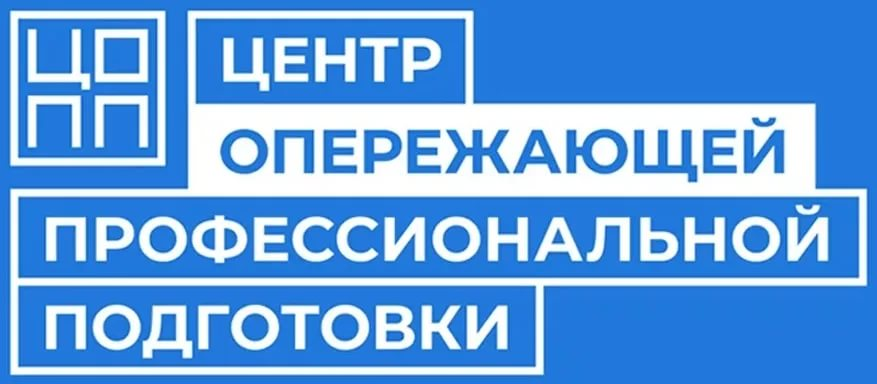 ЦО
ПП
ЦЕНТР
ОПЕРЕЖАЮЩЕЙ
ПРОФЕССИОНАЛЬНОЙ
ПОДГОТОВКИ